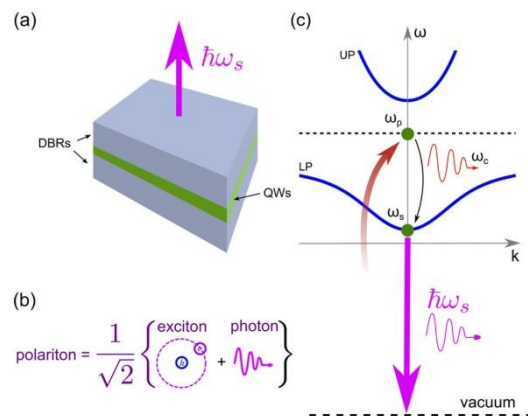 (a)
ħω_s
DBRs
QWs
(b)
polariton = 1/√2 { exciton + photon }
e
h
(c)
ω
UP
ω_p
ω_c
LP
ω_s
k
ħω_s
vacuum